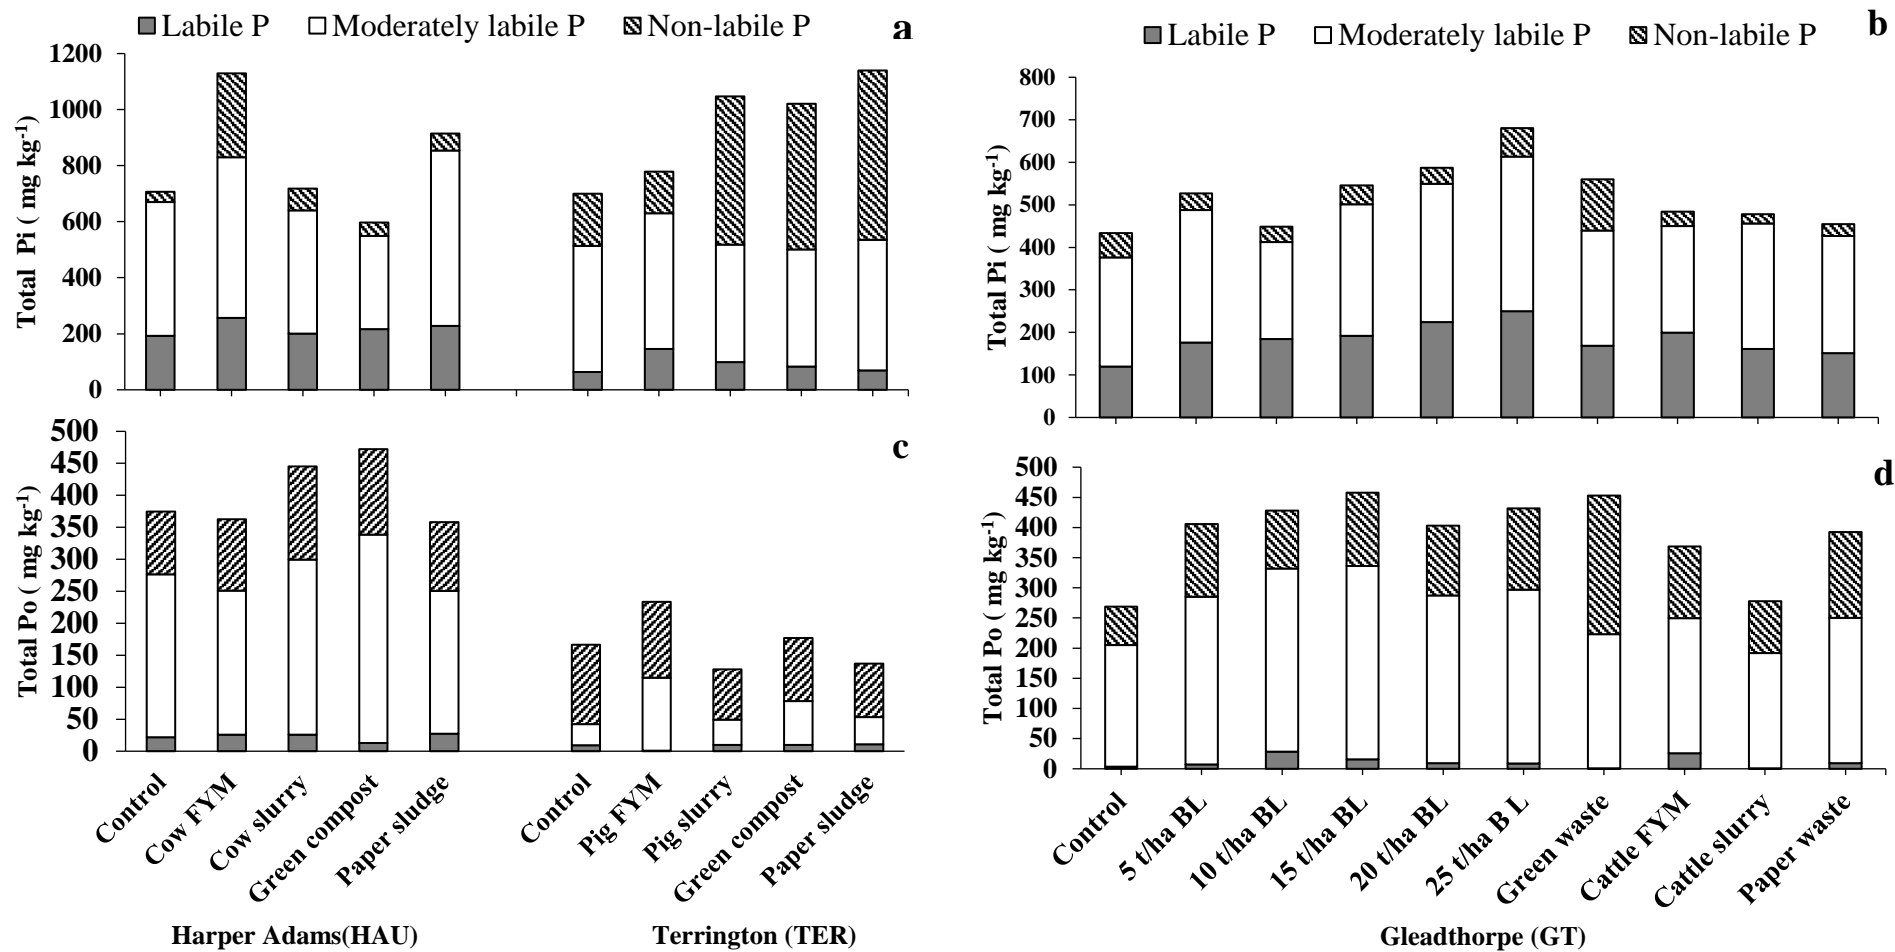 Labile P Moderately labile P Non-labile P
a
1200
1000
800
600
400
200
0
Total Pi ( mg kg-1)
Labile P Moderately labile P Non-labile P
b
800
700
600
500
400
300
200
100
0
Total Pi ( mg kg-1)
c
500
450
400
350
300
250
200
150
100
50
0
Total Po ( mg kg-1)
Control
Cow FYM
Cow slurry
Green compost
Paper sludge
Control
Pig FYM
Pig slurry
Green compost
Paper sludge
Harper Adams(HAU)
Terrington (TER)
d
500
450
400
350
300
250
200
150
100
50
0
Total Po ( mg kg-1)
Control
5 t/ha BL
10 t/ha BL
15 t/ha BL
20 t/ha BL
25 t/ha B L
Green waste
Cattle FYM
Cattle slurry
Paper waste
Gleadthorpe (GT)